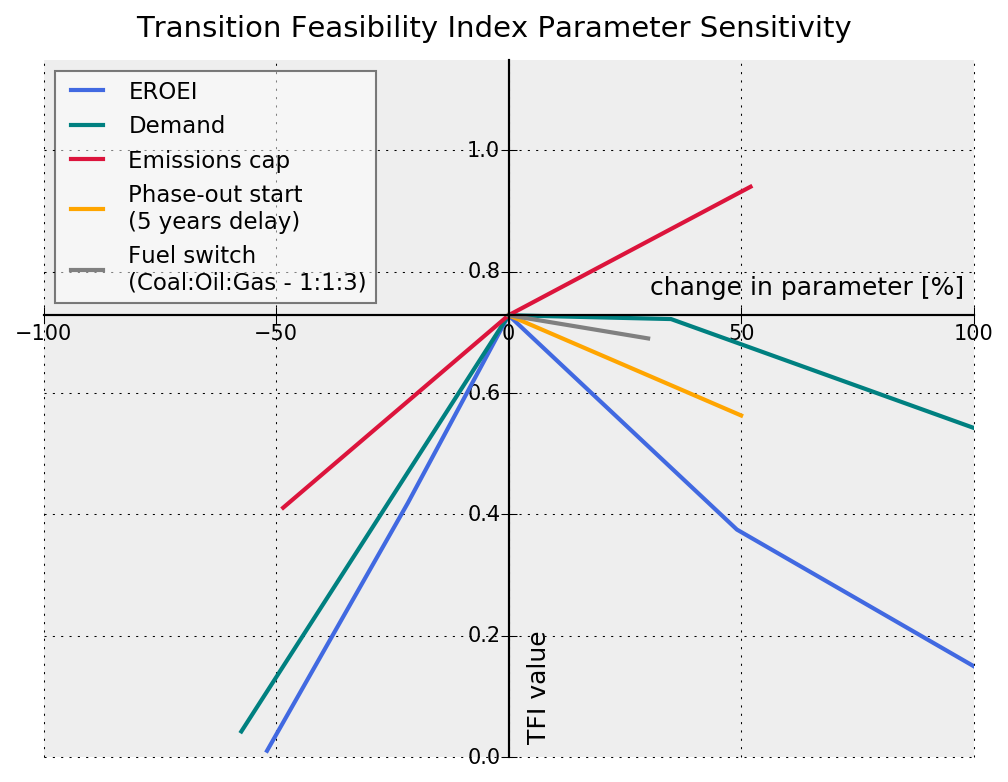 Transition Feasibility Index Parameter Sensitivity
EROEI
Demand
Emissions cap
Phase-out start
(5 years delay)
Fuel switch
(Coal:Oil:Gas - 1:1:3)
1.0
0.8
change in parameter [%]
−100
−50
0
50
100
0.6
0.4
0.2
TFI value
0.0